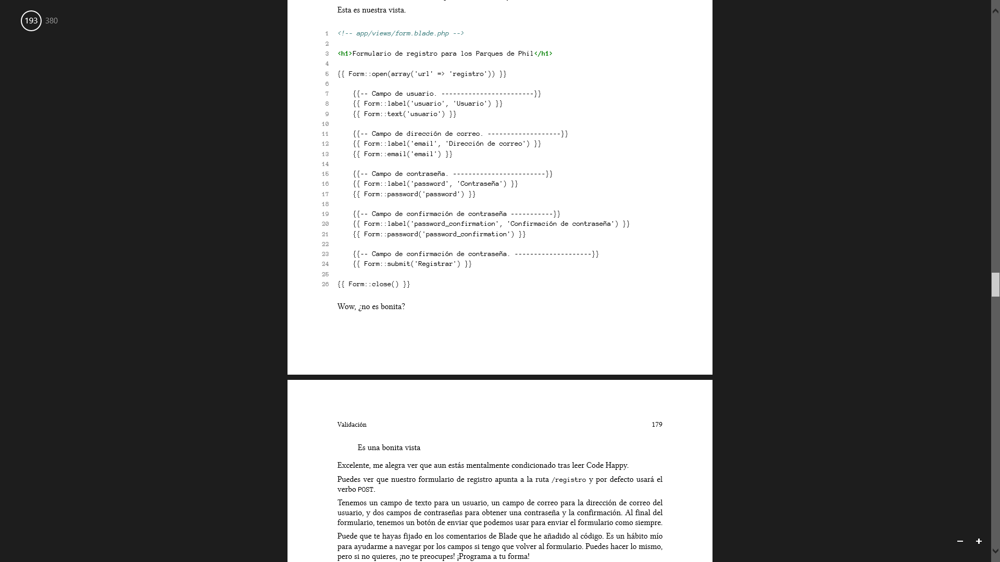 193 380
Esta es nuestra vista.
1 <!-- app/views/form.blade.php -->
2
3 <h1>Formulario de registro para los Parques de Phil</h1>
4
5 {{ Form::open(array('url' => 'registro')) }}
6
7 {{-- Campo de usuario. ------------------------}}
8 {{ Form::label('usuario', 'Usuario') }}
9 {{ Form::text('usuario') }}
10
11 {{-- Campo de dirección de correo. -------------------}}
12 {{ Form::label('email', 'Dirección de correo') }}
13 {{ Form::email('email') }}
14
15 {{-- Campo de contraseña. ------------------------}}
16 {{ Form::label('password', 'Contraseña') }}
17 {{ Form::password('password') }}
18
19 {{-- Campo de confirmación de contraseña -----------}}
20 {{ Form::label('password_confirmation', 'Confirmación de contraseña') }}
21 {{ Form::password('password_confirmation') }}
22
23 {{-- Campo de confirmación de contraseña. --------------------}}
24 {{ Form::submit('Registrar') }}
25
26 {{ Form::close() }}
Wow, ¿no es bonita?
Validación 179
Es una bonita vista
Excelente, me alegra ver que aun estás mentalmente condicionado tras leer Code Happy.
Puedes ver que nuestro formulario de registro apunta a la ruta /registro y por defecto usará el
verbo POST.
Tenemos un campo de texto para un usuario, un campo de correo para la dirección de correo del
usuario, y dos campos de contraseñas para obtener una contraseña y la confirmación. Al final del
formulario, tenemos un botón de enviar que podemos usar para enviar el formulario como siempre.
Puede que te hayas fijado en los comentarios de Blade que he añadido al código. Es un hábito mío
para ayudarme a navegar por los campos si tengo que volver al formulario. Puedes hacer lo mismo,
pero si no quieres, ¡no te preocupes! ¡Programa a tu forma!